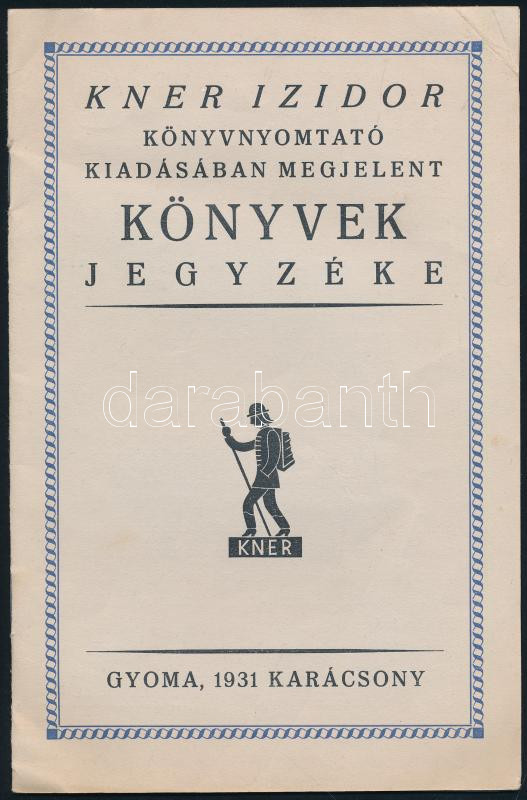 KNER IZIDOR
KÖNYVNYOMTATÓ
KIADÁSÁBAN MEGJELENT
KÖNYVEK
JEGYZÉKE
darabanth
KNER
GYOMA, 1931 KARÁCSONY